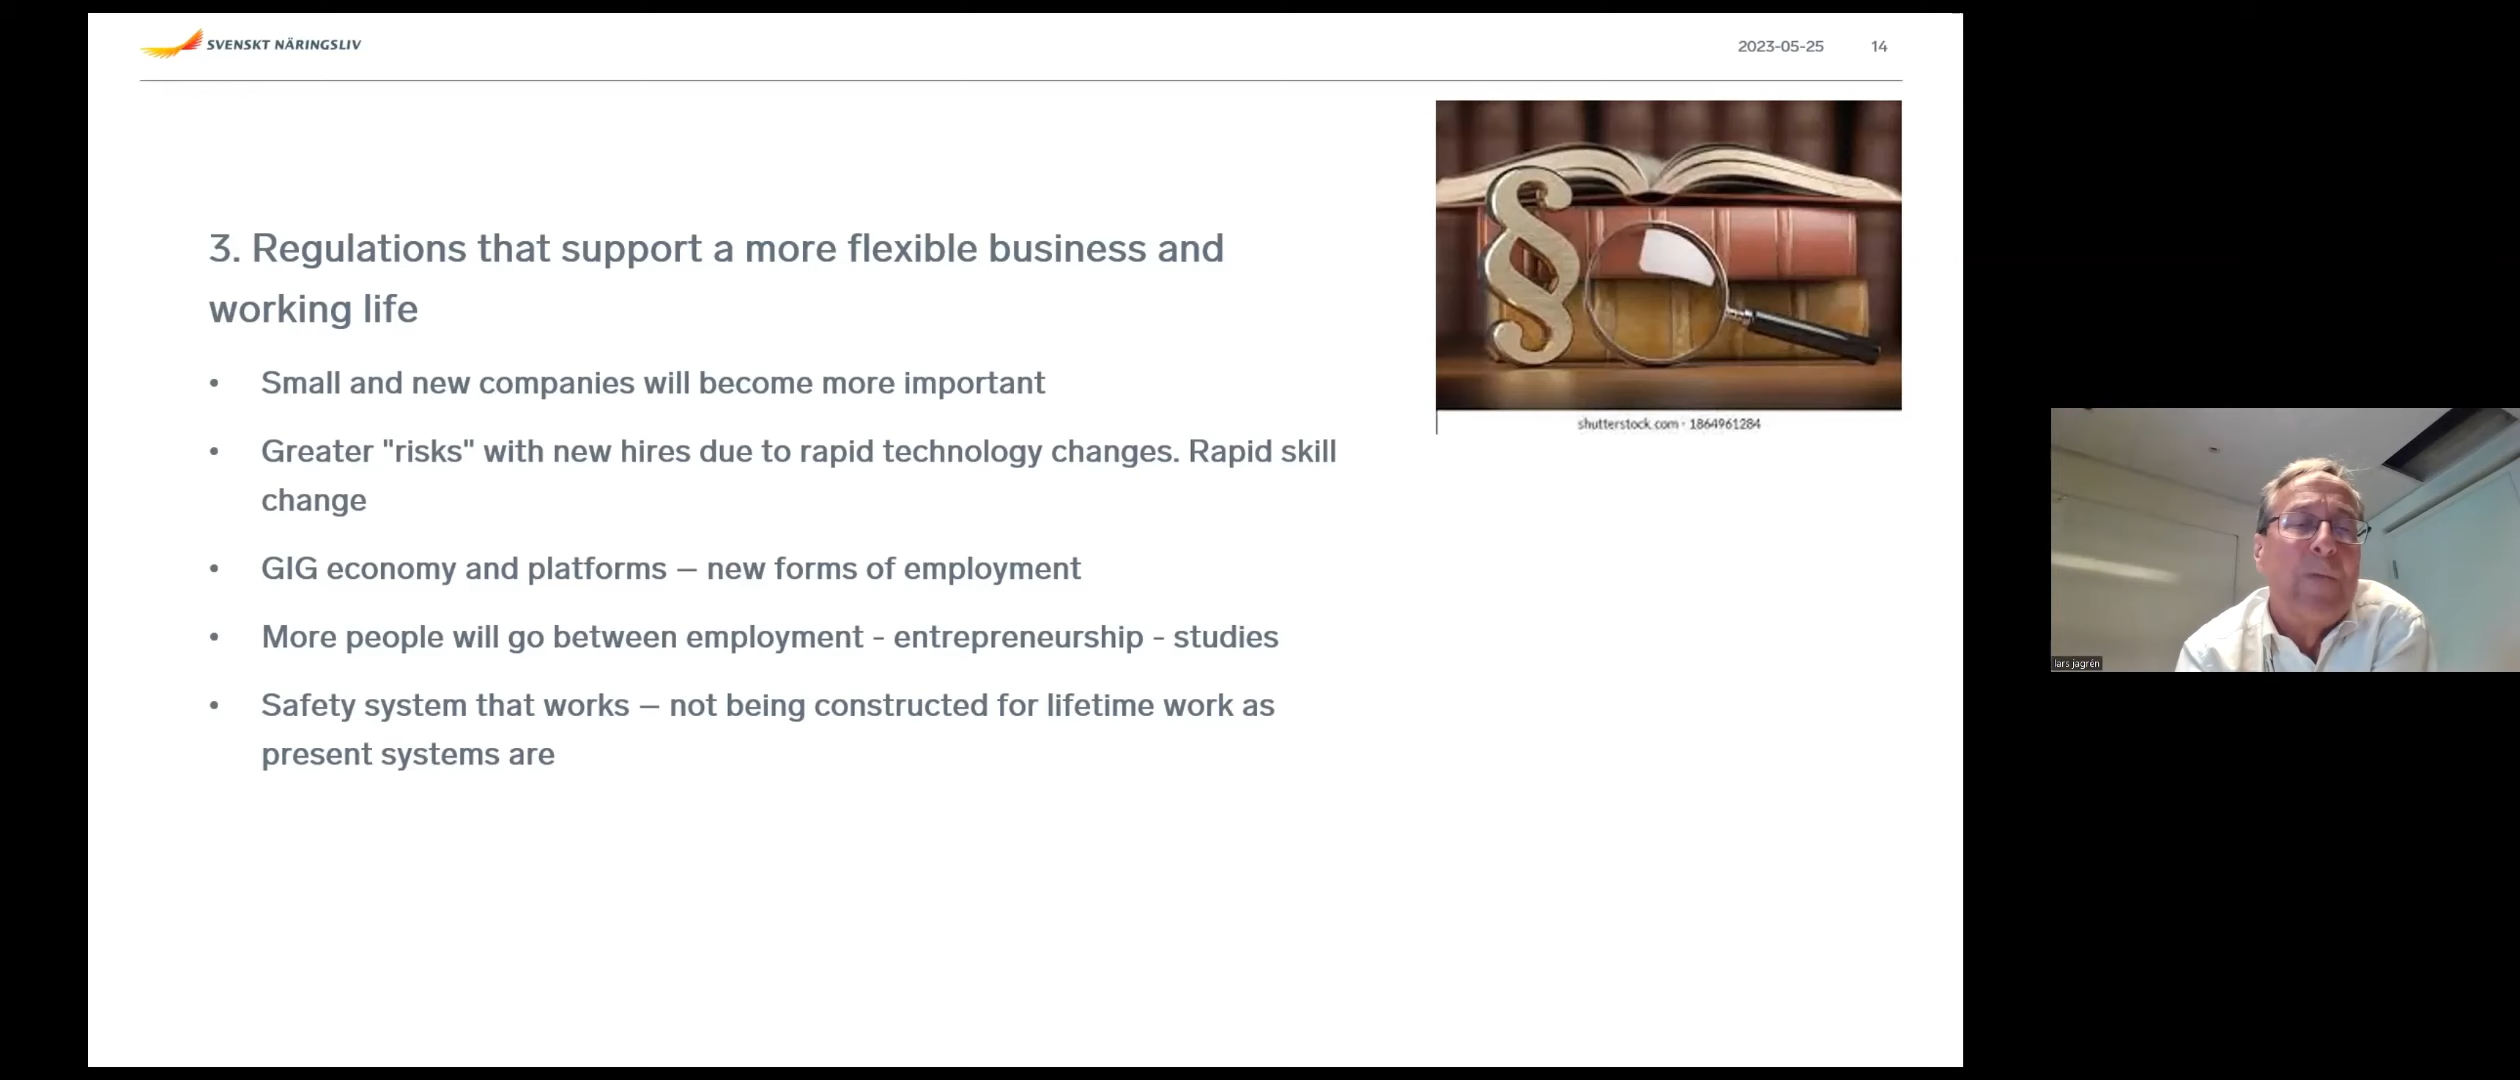 SVENSKT NÄRINGSLIV
2023-05-25 14
3. Regulations that support a more flexible business and
working life
• Small and new companies will become more important
• Greater "risks" with new hires due to rapid technology changes. Rapid skill
change
• GIG economy and platforms – new forms of employment
• More people will go between employment - entrepreneurship - studies
• Safety system that works – not being constructed for lifetime work as
present systems are
shutterstock.com · 1864961284
lars jagrén